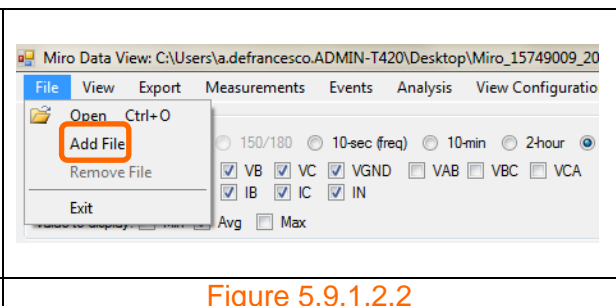 Miro Data View: C:\Users\a.defrancesco.ADMIN-T420\Desktop\Miro_15749009_20
File View Export Measurements Events Analysis View Configuratio
Open Ctrl+O
Add File 150/180 10-sec (freq) 10-min 2-hour
Remove File VB VC VGND VAB VBC VCA
IB IC IN
Exit
Avg Max
Figure 5.9.1.2.2